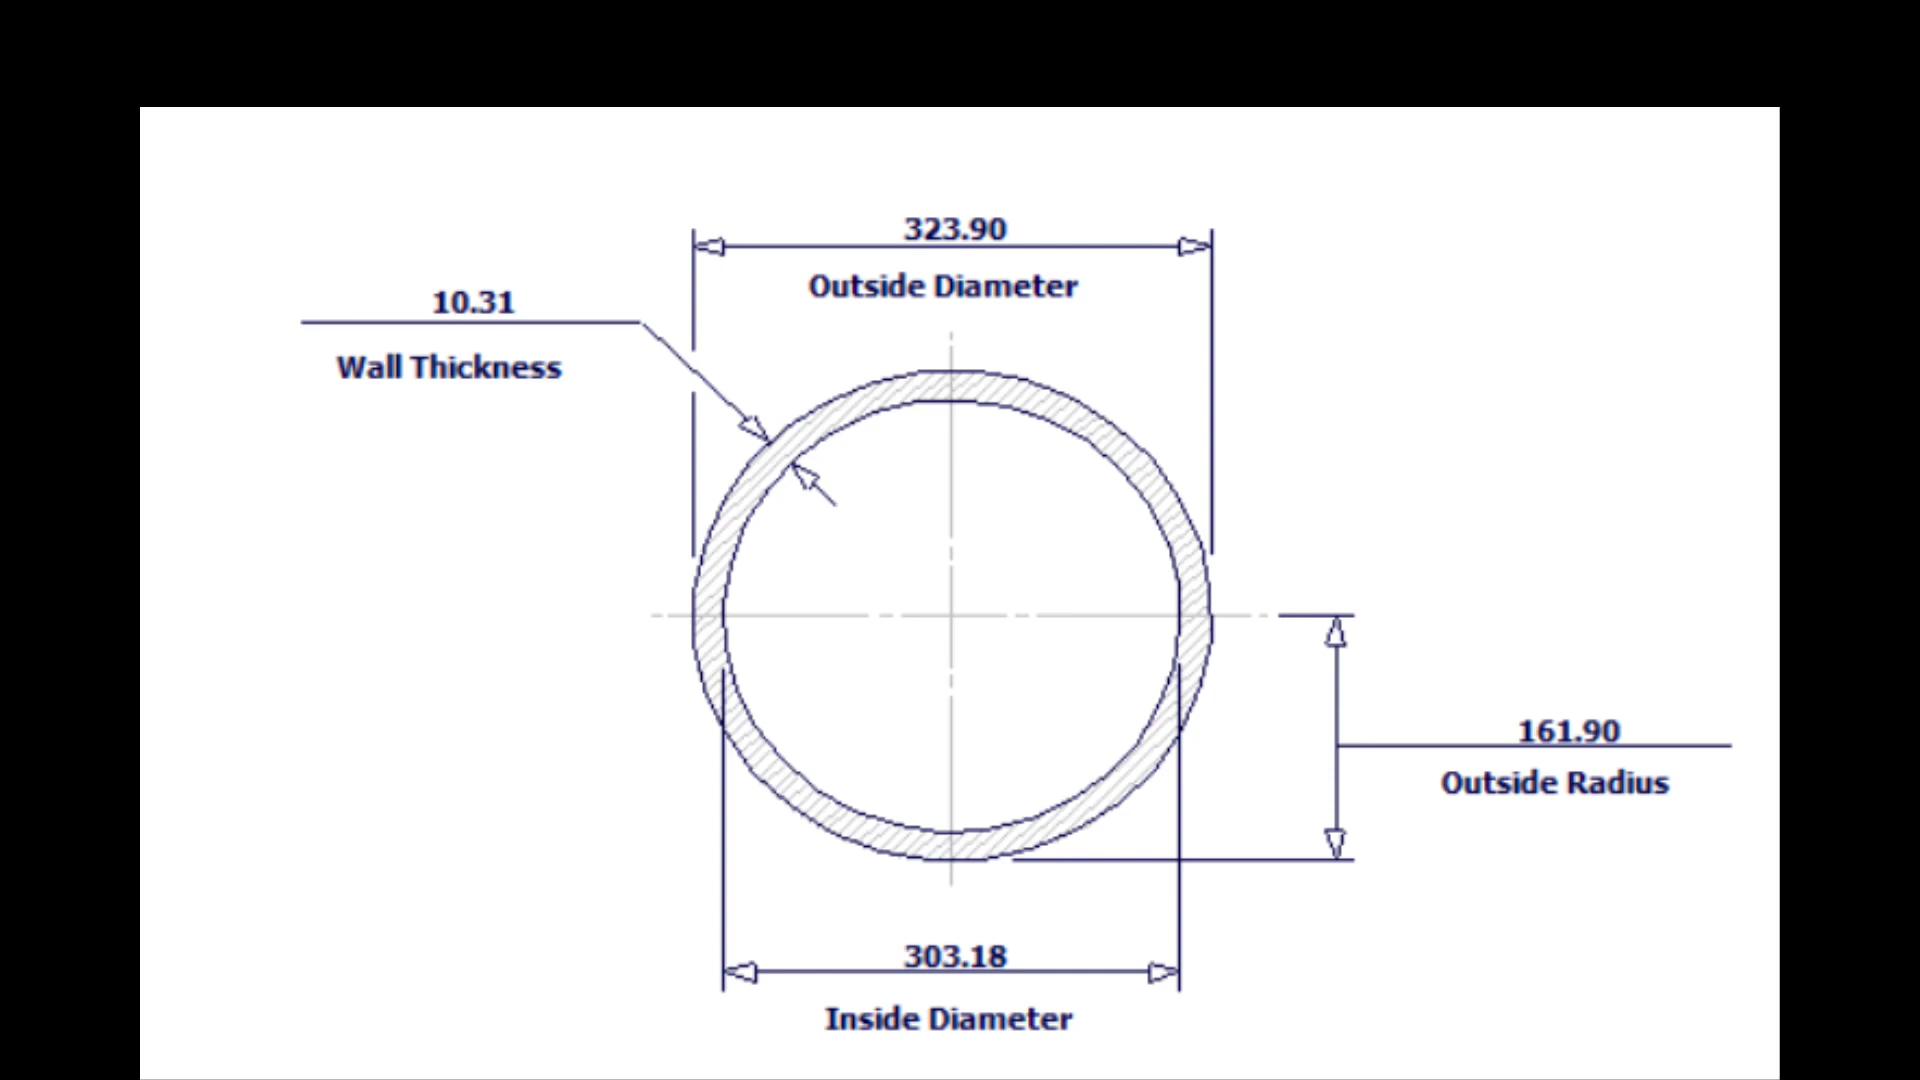 323.90
Outside Diameter
10.31
Wall Thickness
161.90
Outside Radius
303.18
Inside Diameter